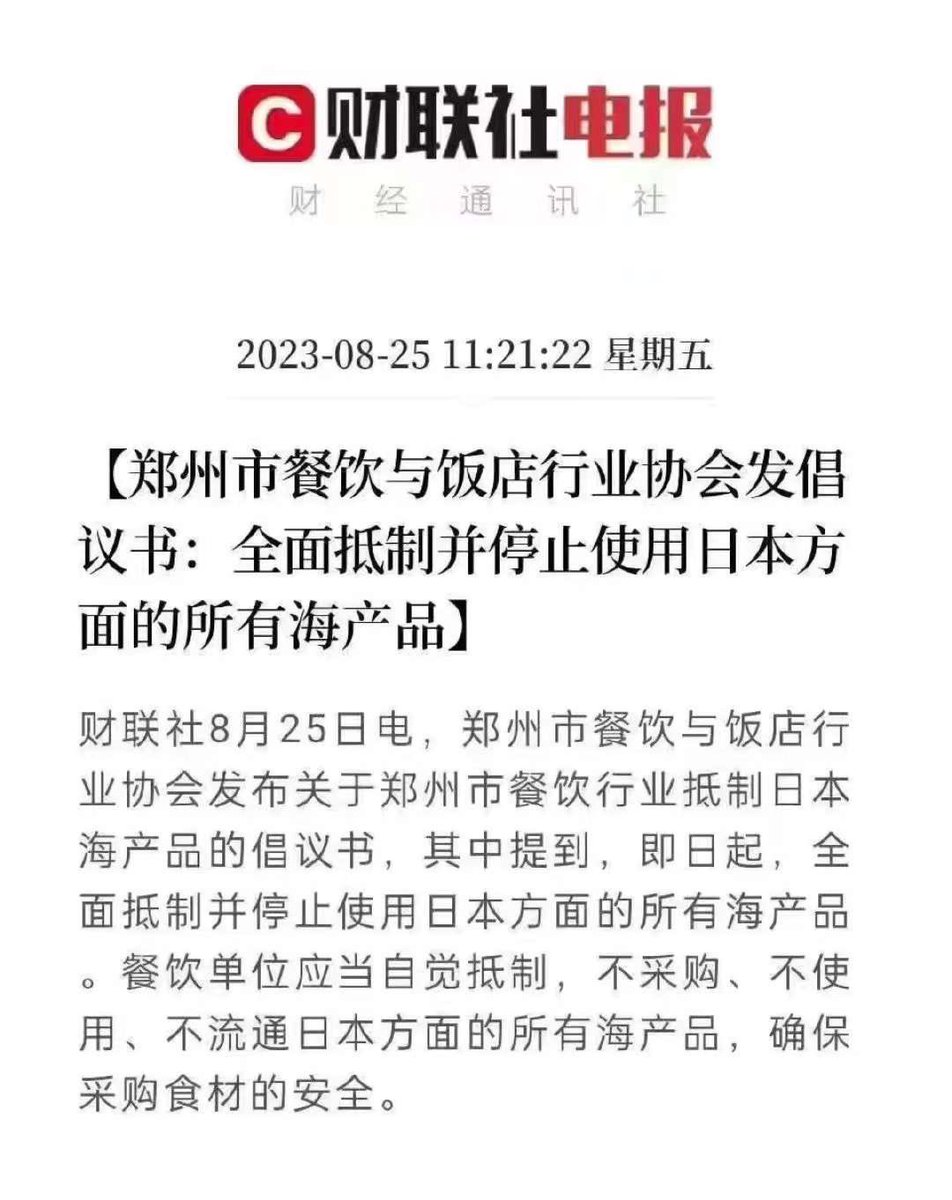 C 财联社电报
财经通讯社
2023-08-25 11:21:22 星期五
【郑州市餐饮与饭店行业协会发倡
议书：全面抵制并停止使用日本方
面的所有海产品】
财联社8月25日电，郑州市餐饮与饭店行
业协会发布关于郑州市餐饮行业抵制日本
海产品的倡议书，其中提到，即日起，全
面抵制并停止使用日本方面的所有海产品
。餐饮单位应当自觉抵制，不采购、不使
用、不流通日本方面的所有海产品，确保
采购食材的安全。